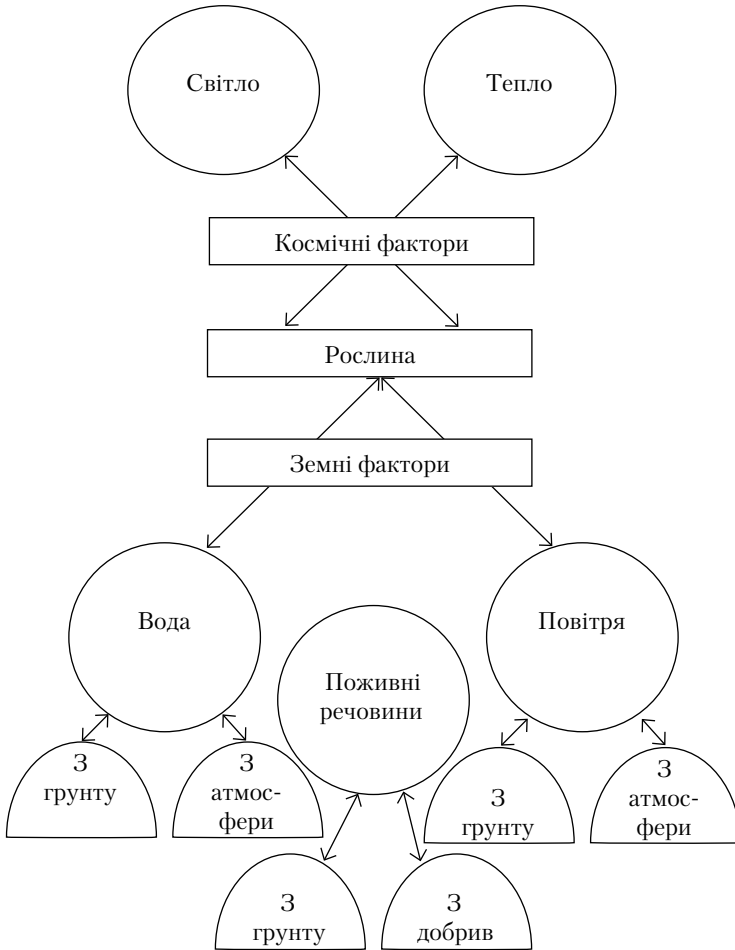 Світло
Тепло
Космічні фактори
Рослина
Земні фактори
Вода
Поживні
речовини
Повітря
З
грунту
З
атмос-
фери
З
грунту
З
добрив
З
грунту
З
атмос-
фери